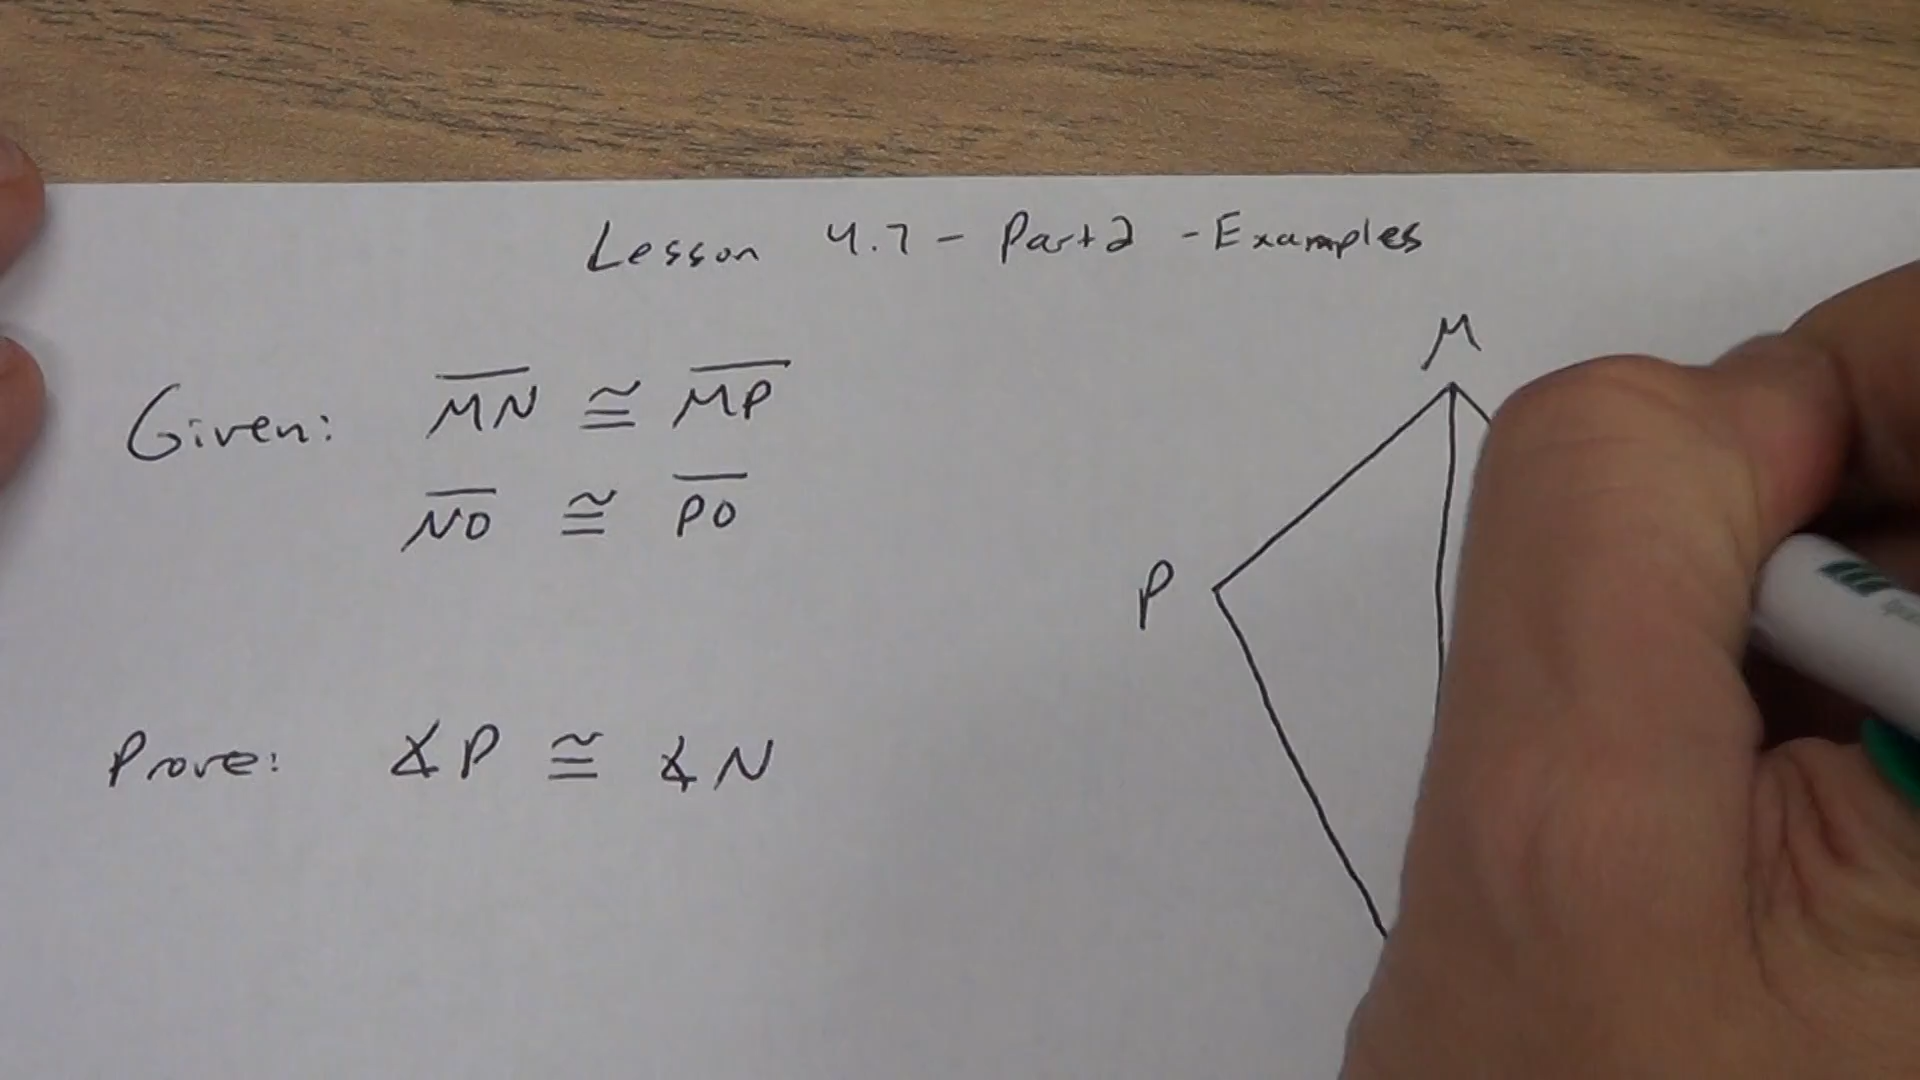 Lesson 4.7 - Part 2 - Examples
Given: MN ≅ MP
NO ≅ PO
Prove: ∡P ≅ ∡N
M
P